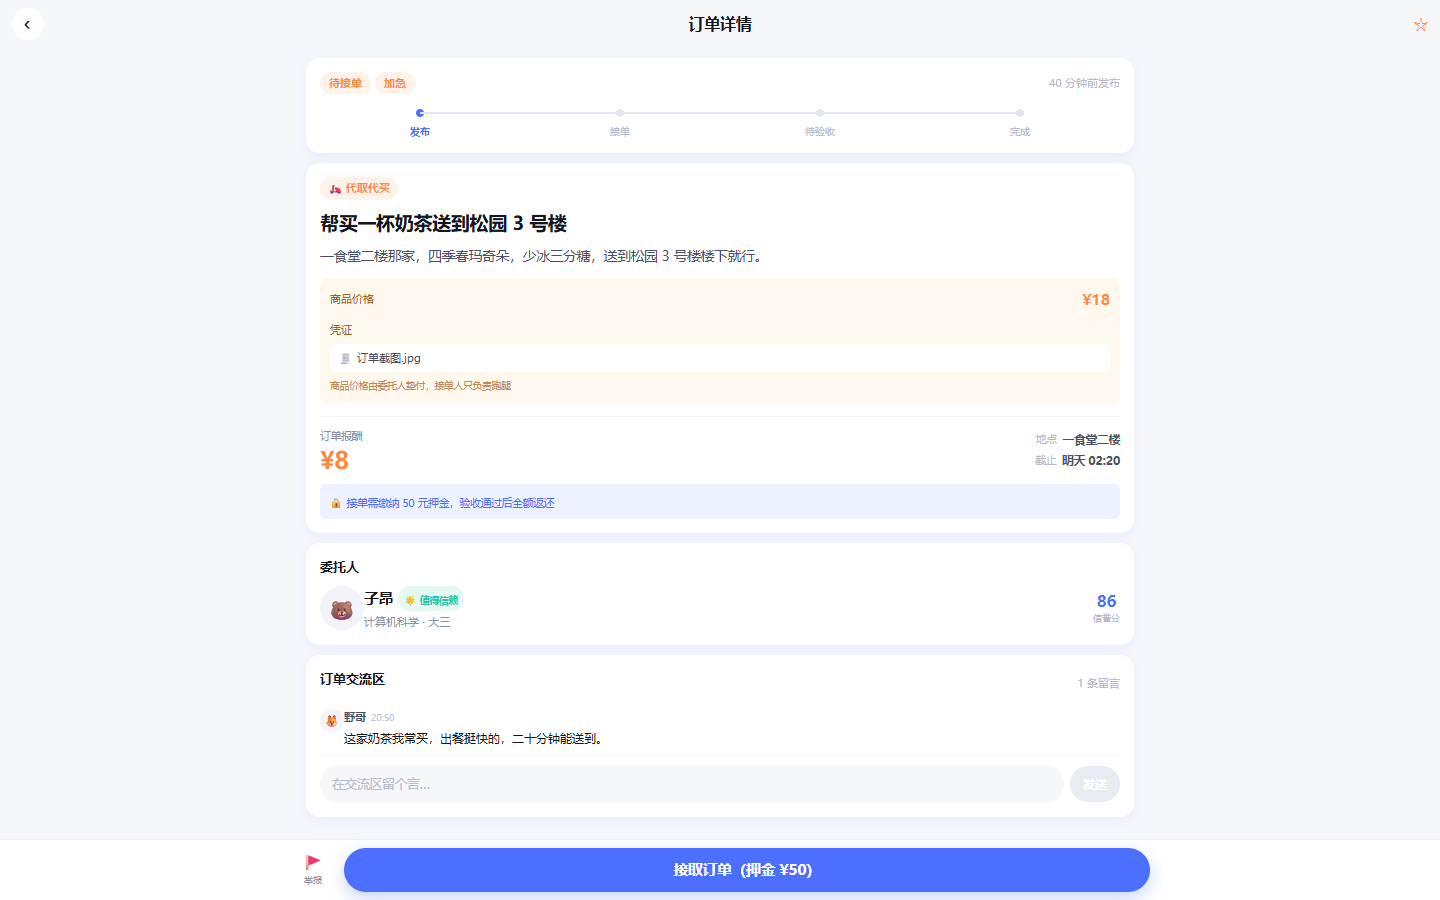 订单详情
待接单 加急 40 分钟前发布
发布 接单 待验收 完成
代取代买
帮买一杯奶茶送到松园 3 号楼
一食堂二楼那家，四季春玛奇朵，少冰三分糖，送到松园 3 号楼楼下就行。
商品价格 ¥18
凭证
订单截图.jpg
商品价格由委托人垫付，接单人只负责跑腿
订单报酬
¥8
地点 一食堂二楼
截止 明天 02:20
接单需缴纳 50 元押金，验收通过后全额返还
委托人
子昂 值得信赖
计算机科学 · 大三
86
信誉分
订单交流区 1 条留言
野哥 20:50
这家奶茶我常买，出餐挺快的，二十分钟能送到。
在交流区留个言... 发送
举报
接取订单（押金 ¥50）